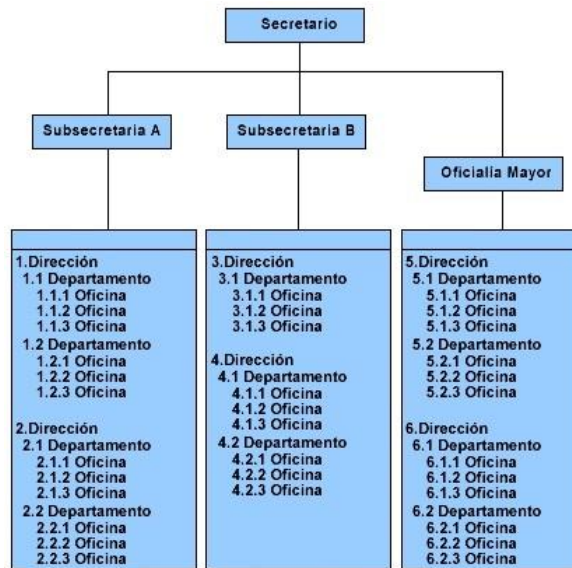 Secretario
Subsecretaria A
Subsecretaria B
Oficialía Mayor
1.Dirección
1.1 Departamento
1.1.1 Oficina
1.1.2 Oficina
1.1.3 Oficina
1.2 Departamento
1.2.1 Oficina
1.2.2 Oficina
1.2.3 Oficina
2.Dirección
2.1 Departamento
2.1.1 Oficina
2.1.2 Oficina
2.1.3 Oficina
2.2 Departamento
2.2.1 Oficina
2.2.2 Oficina
2.2.3 Oficina
3.Dirección
3.1 Departamento
3.1.1 Oficina
3.1.2 Oficina
3.1.3 Oficina
4.Dirección
4.1 Departamento
4.1.1 Oficina
4.1.2 Oficina
4.1.3 Oficina
4.2 Departamento
4.2.1 Oficina
4.2.2 Oficina
4.2.3 Oficina
5.Dirección
5.1 Departamento
5.1.1 Oficina
5.1.2 Oficina
5.1.3 Oficina
5.2 Departamento
5.2.1 Oficina
5.2.2 Oficina
5.2.3 Oficina
6.Dirección
6.1 Departamento
6.1.1 Oficina
6.1.2 Oficina
6.1.3 Oficina
6.2 Departamento
6.2.1 Oficina
6.2.2 Oficina
6.2.3 Oficina